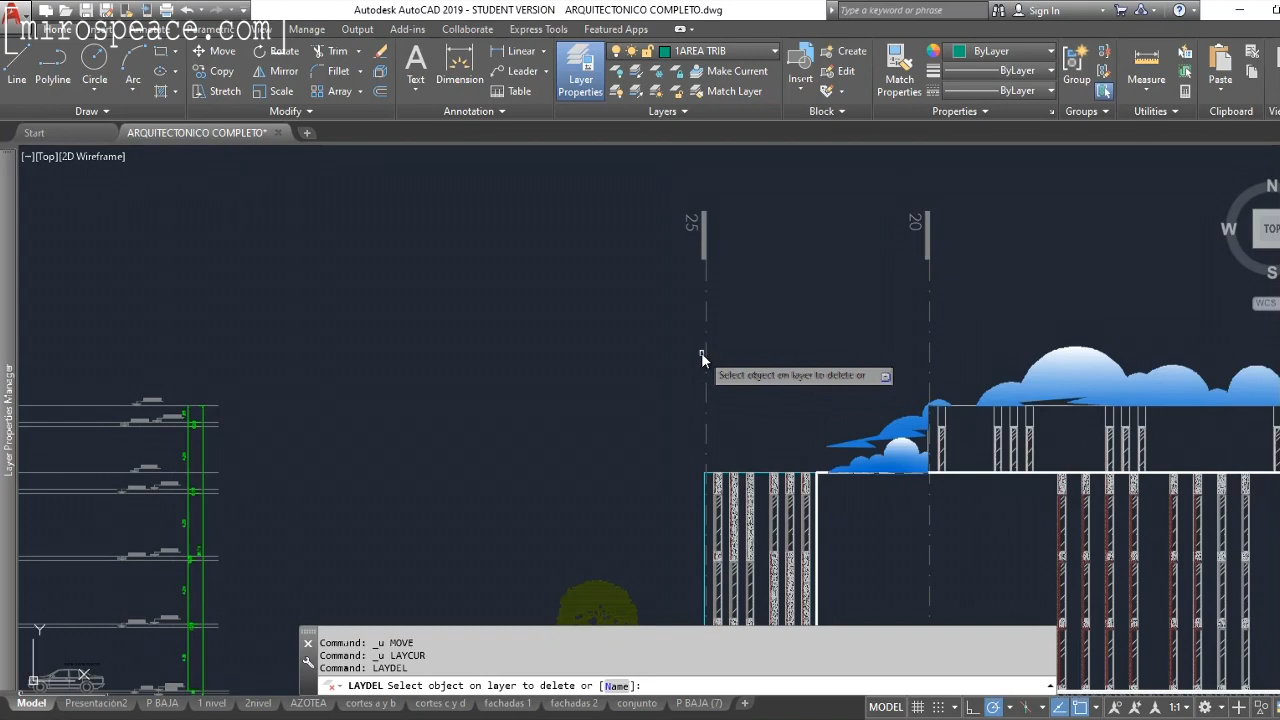 Autodesk AutoCAD 2019 - STUDENT VERSION ARQUITECTONICO COMPLETO.dwg
Type a keyword or phrase
Sign In
mirospeace.com
Manage Output Add-ins Collaborate Express Tools Featured Apps
Move Rotate Trim Linear 1AREA TRIB Create ByLayer
Line Polyline Circle Arc Copy Mirror Fillet Text Dimension Leader Layer Properties Make Current Insert Edit Match Properties ByLayer Group Measure Paste
Stretch Scale Array Table Match Layer ByLayer
Draw Modify Annotation Layers Block Properties Groups Utilities Clipboard
Start ARQUITECTONICO COMPLETO*
[−][Top][2D Wireframe]
25 20
N
W TOP
S
WCS
Select object on layer to delete or
Layer Properties Manager
Y
X
Command: _u MOVE
Command: _u LAYCUR
Command: LAYDEL
LAYDEL Select object on layer to delete or [Name]:
Model Presentación2 P BAJA 1 nivel 2nivel AZOTEA cortes a y b cortes c y d fachadas 1 fachadas 2 conjunto P BAJA (7)
MODEL 1:1